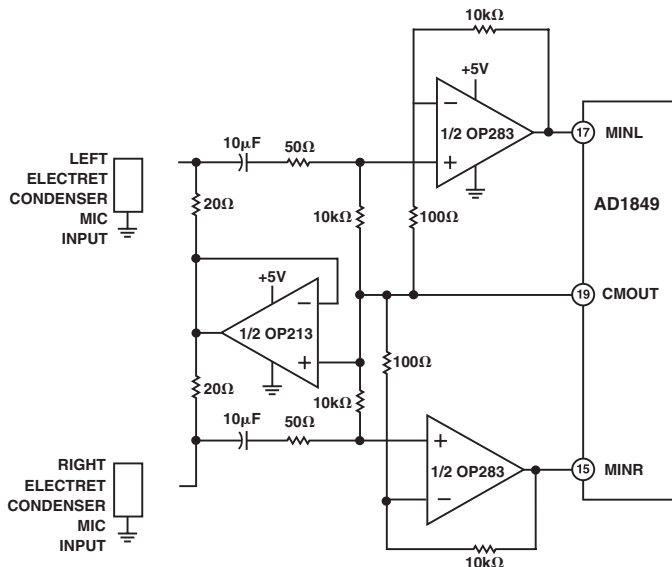 10kΩ
+5V
−
1/2 OP283
+
17 MINL
10μF
50Ω
LEFT
ELECTRET
CONDENSER
MIC
INPUT
20Ω
10kΩ
100Ω
AD1849
+5V
−
1/2 OP213
+
19 CMOUT
100Ω
20Ω
10kΩ
10μF
50Ω
+
1/2 OP283
−
15 MINR
RIGHT
ELECTRET
CONDENSER
MIC
INPUT
10kΩ